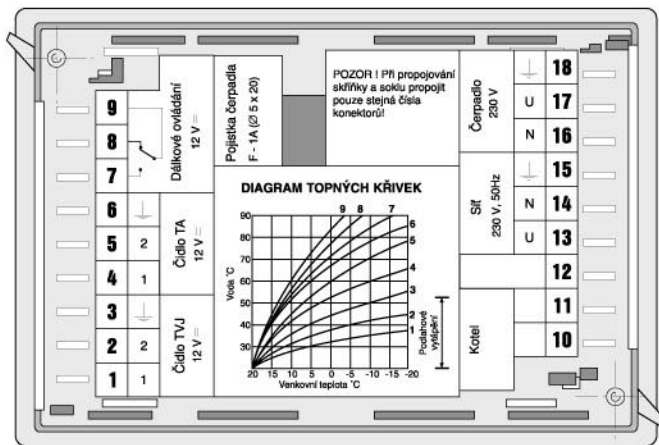 9
8
7
Dálkové ovládání
12 V =
6
5 2
4 1
Čidlo TA
12 V =
3
2 2
1 1
Čidlo TVJ
12 V =
Pojistka čerpadla
F - 1A (Ø 5 x 20)
POZOR ! Při propojování
skříňky a soklu propojit
pouze stejná čísla
konektorů!
DIAGRAM TOPNÝCH KŘIVEK
Voda °C
90
80
70
60
50
40
30
20 15 10 5 0 -5 -10 -15 -20
Venkovní teplota °C
9 8 7
6
5
4
3
2
1
Podlahové
vytápění
Čerpadlo
230 V
18
U 17
N 16
Síť
230 V, 50Hz
15
N 14
U 13
12
Kotel
11
10